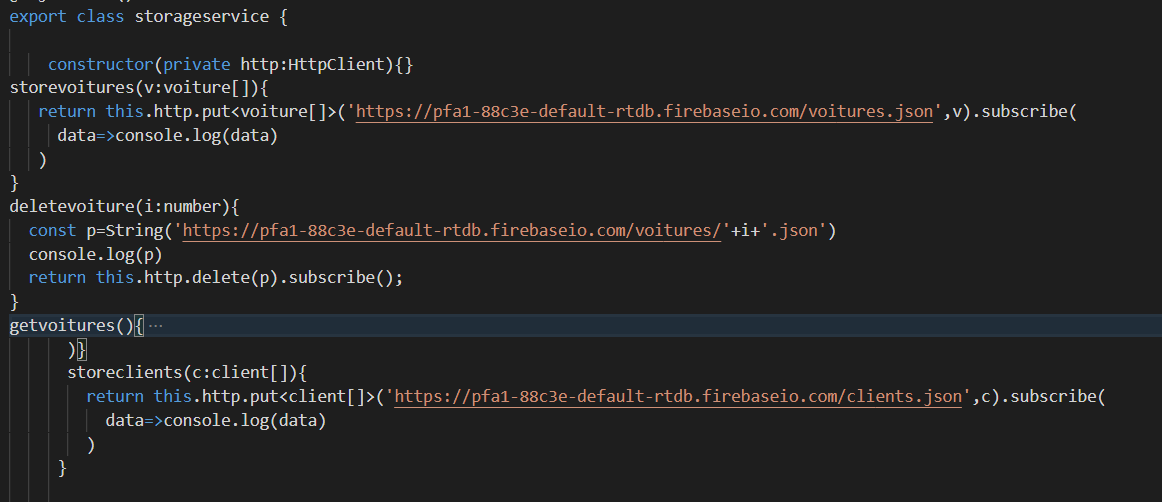 export class storageservice {
constructor(private http:HttpClient){}
storevoitures(v:voiture[]){
return this.http.put<voiture[]>('https://pfa1-88c3e-default-rtdb.firebaseio.com/voitures.json',v).subscribe(
data=>console.log(data)
)
}
deletevoiture(i:number){
const p=String('https://pfa1-88c3e-default-rtdb.firebaseio.com/voitures/'+i+'.json')
console.log(p)
return this.http.delete(p).subscribe();
}
getvoitures(){ ···
)}
storeclients(c:client[]){
return this.http.put<client[]>('https://pfa1-88c3e-default-rtdb.firebaseio.com/clients.json',c).subscribe(
data=>console.log(data)
)
}